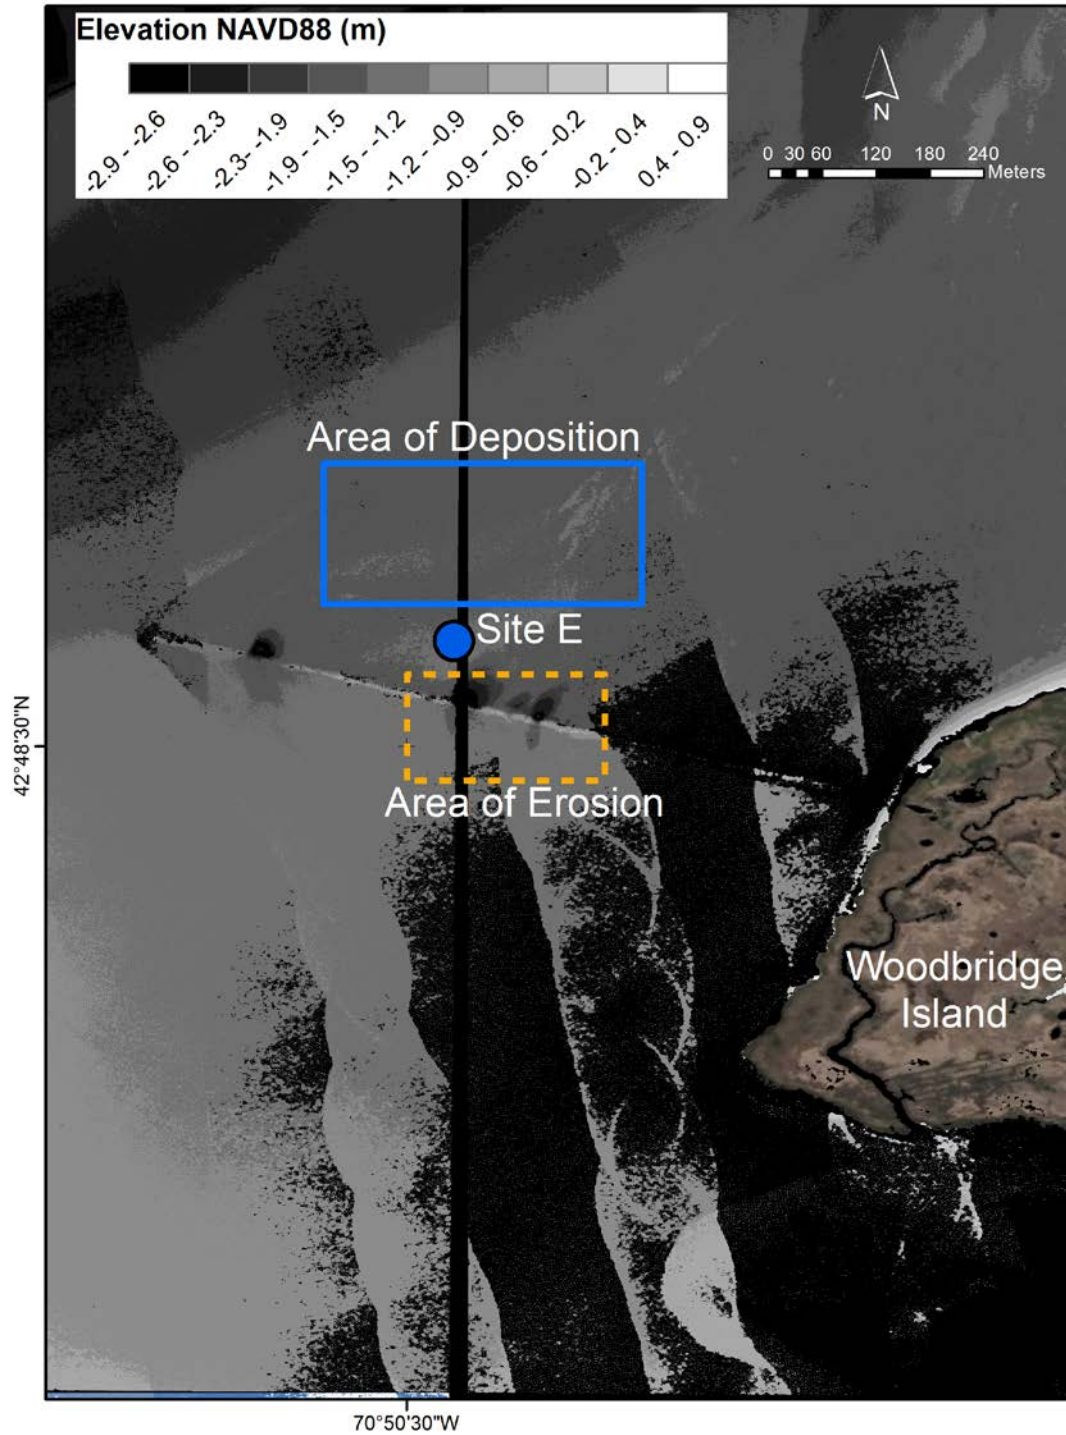 Elevation NAVD88 (m)
-2.9 - -2.6
-2.6 - -2.3
-2.3- -1.9
-1.9 - -1.5
-1.5 - -1.2
-1.2 - -0.9
-0.9 - -0.6
-0.6 - -0.2
-0.2 - 0.4
0.4 - 0.9
N
0 30 60 120 180 240
Meters
Area of Deposition
Site E
42°48'30"N
Area of Erosion
Woodbridge
Island
70°50'30"W